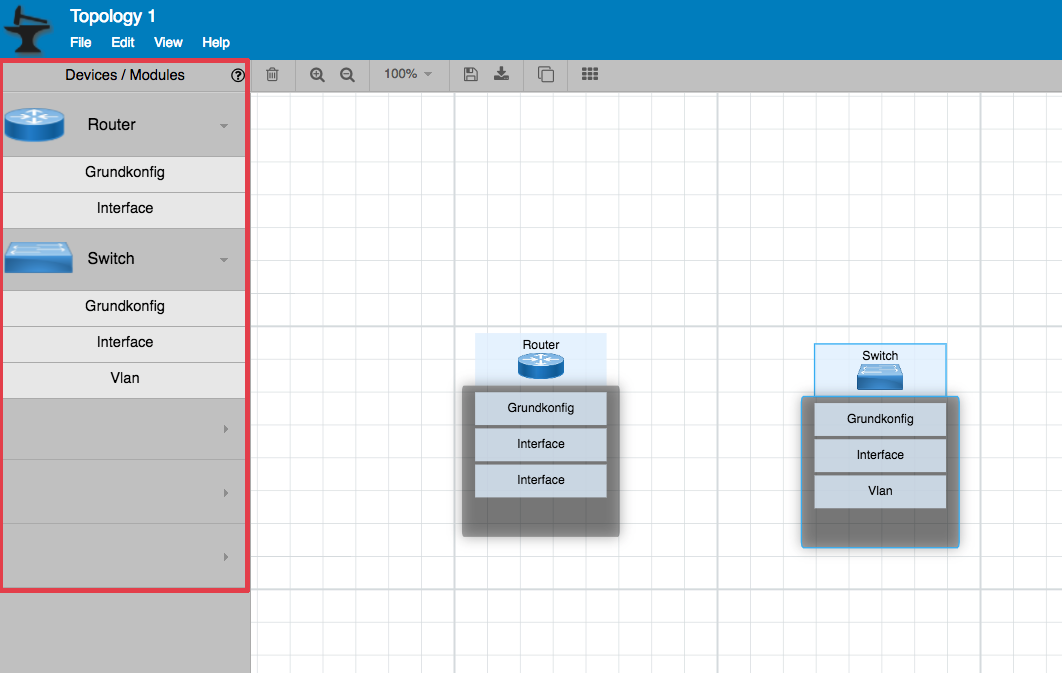 Topology 1
File Edit View Help
Devices / Modules ?
100%
Router
Grundkonfig
Interface
Switch
Grundkonfig
Interface
Vlan
Router
Grundkonfig
Interface
Interface
Switch
Grundkonfig
Interface
Vlan